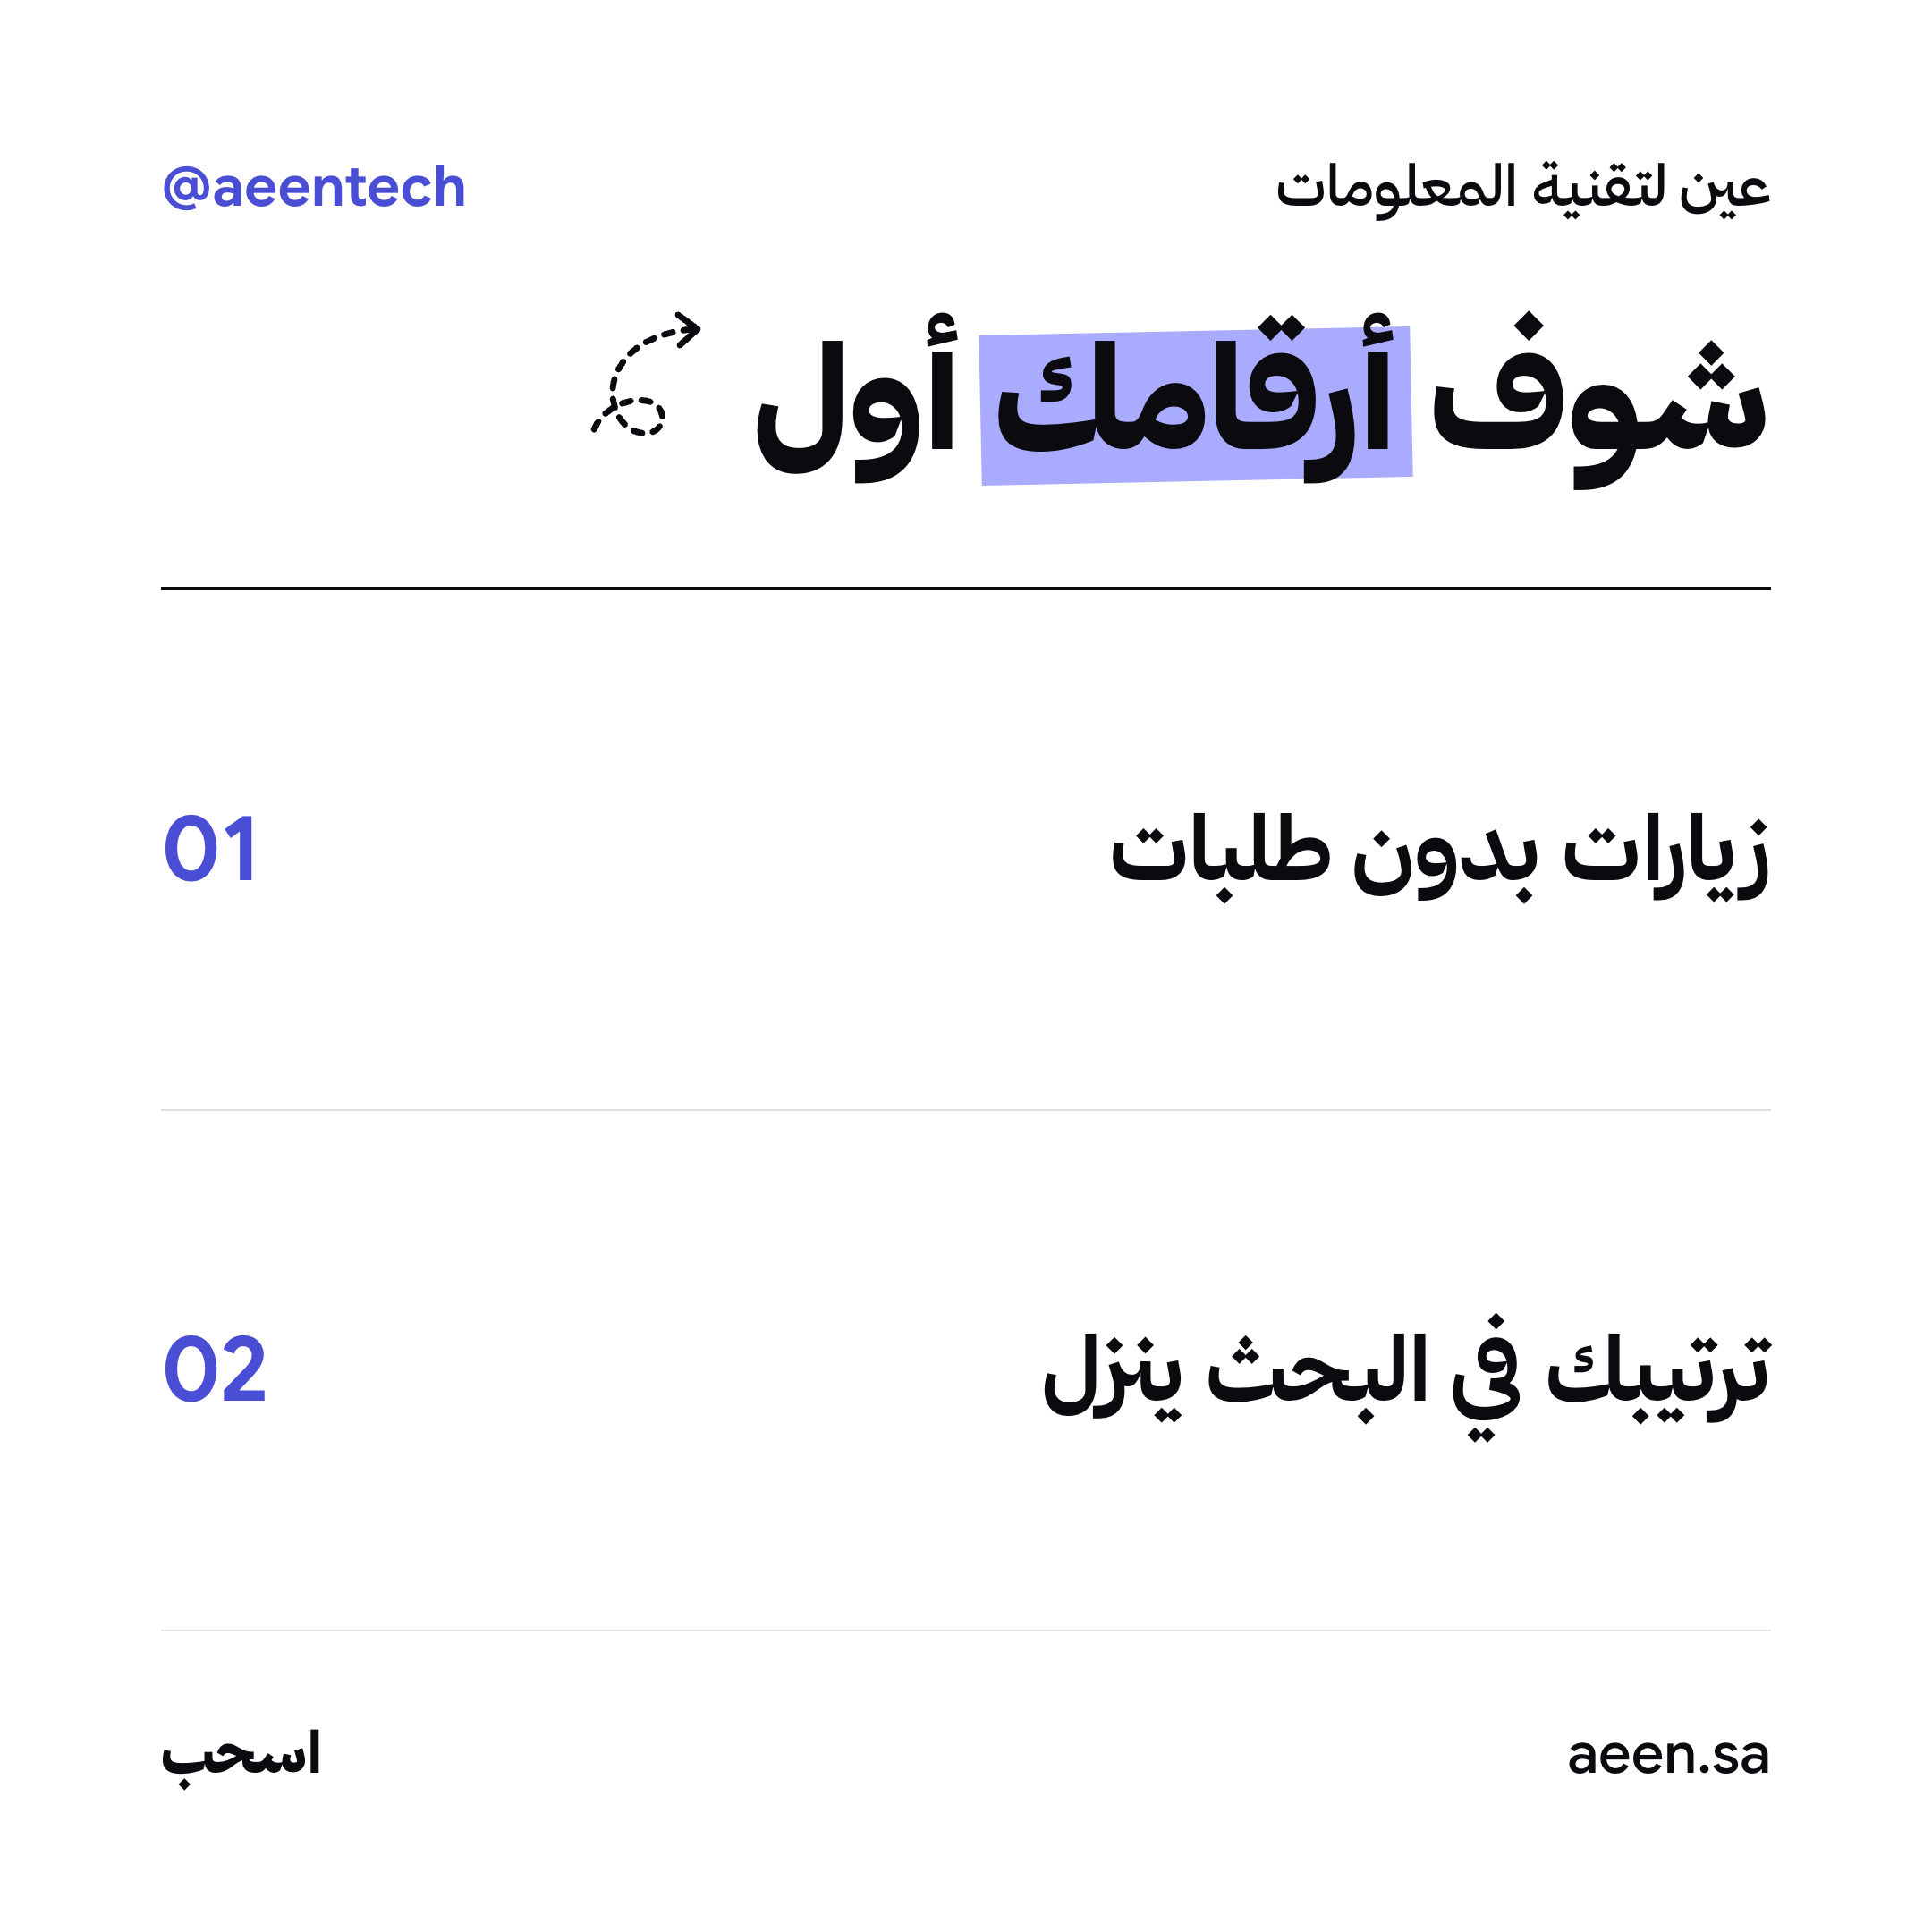 عين لتقنية المعلومات
@aeentech
شوف أرقامك أول
زيارات بدون طلبات
01
ترتيبك في البحث ينزل
02
aeen.sa
اسحب